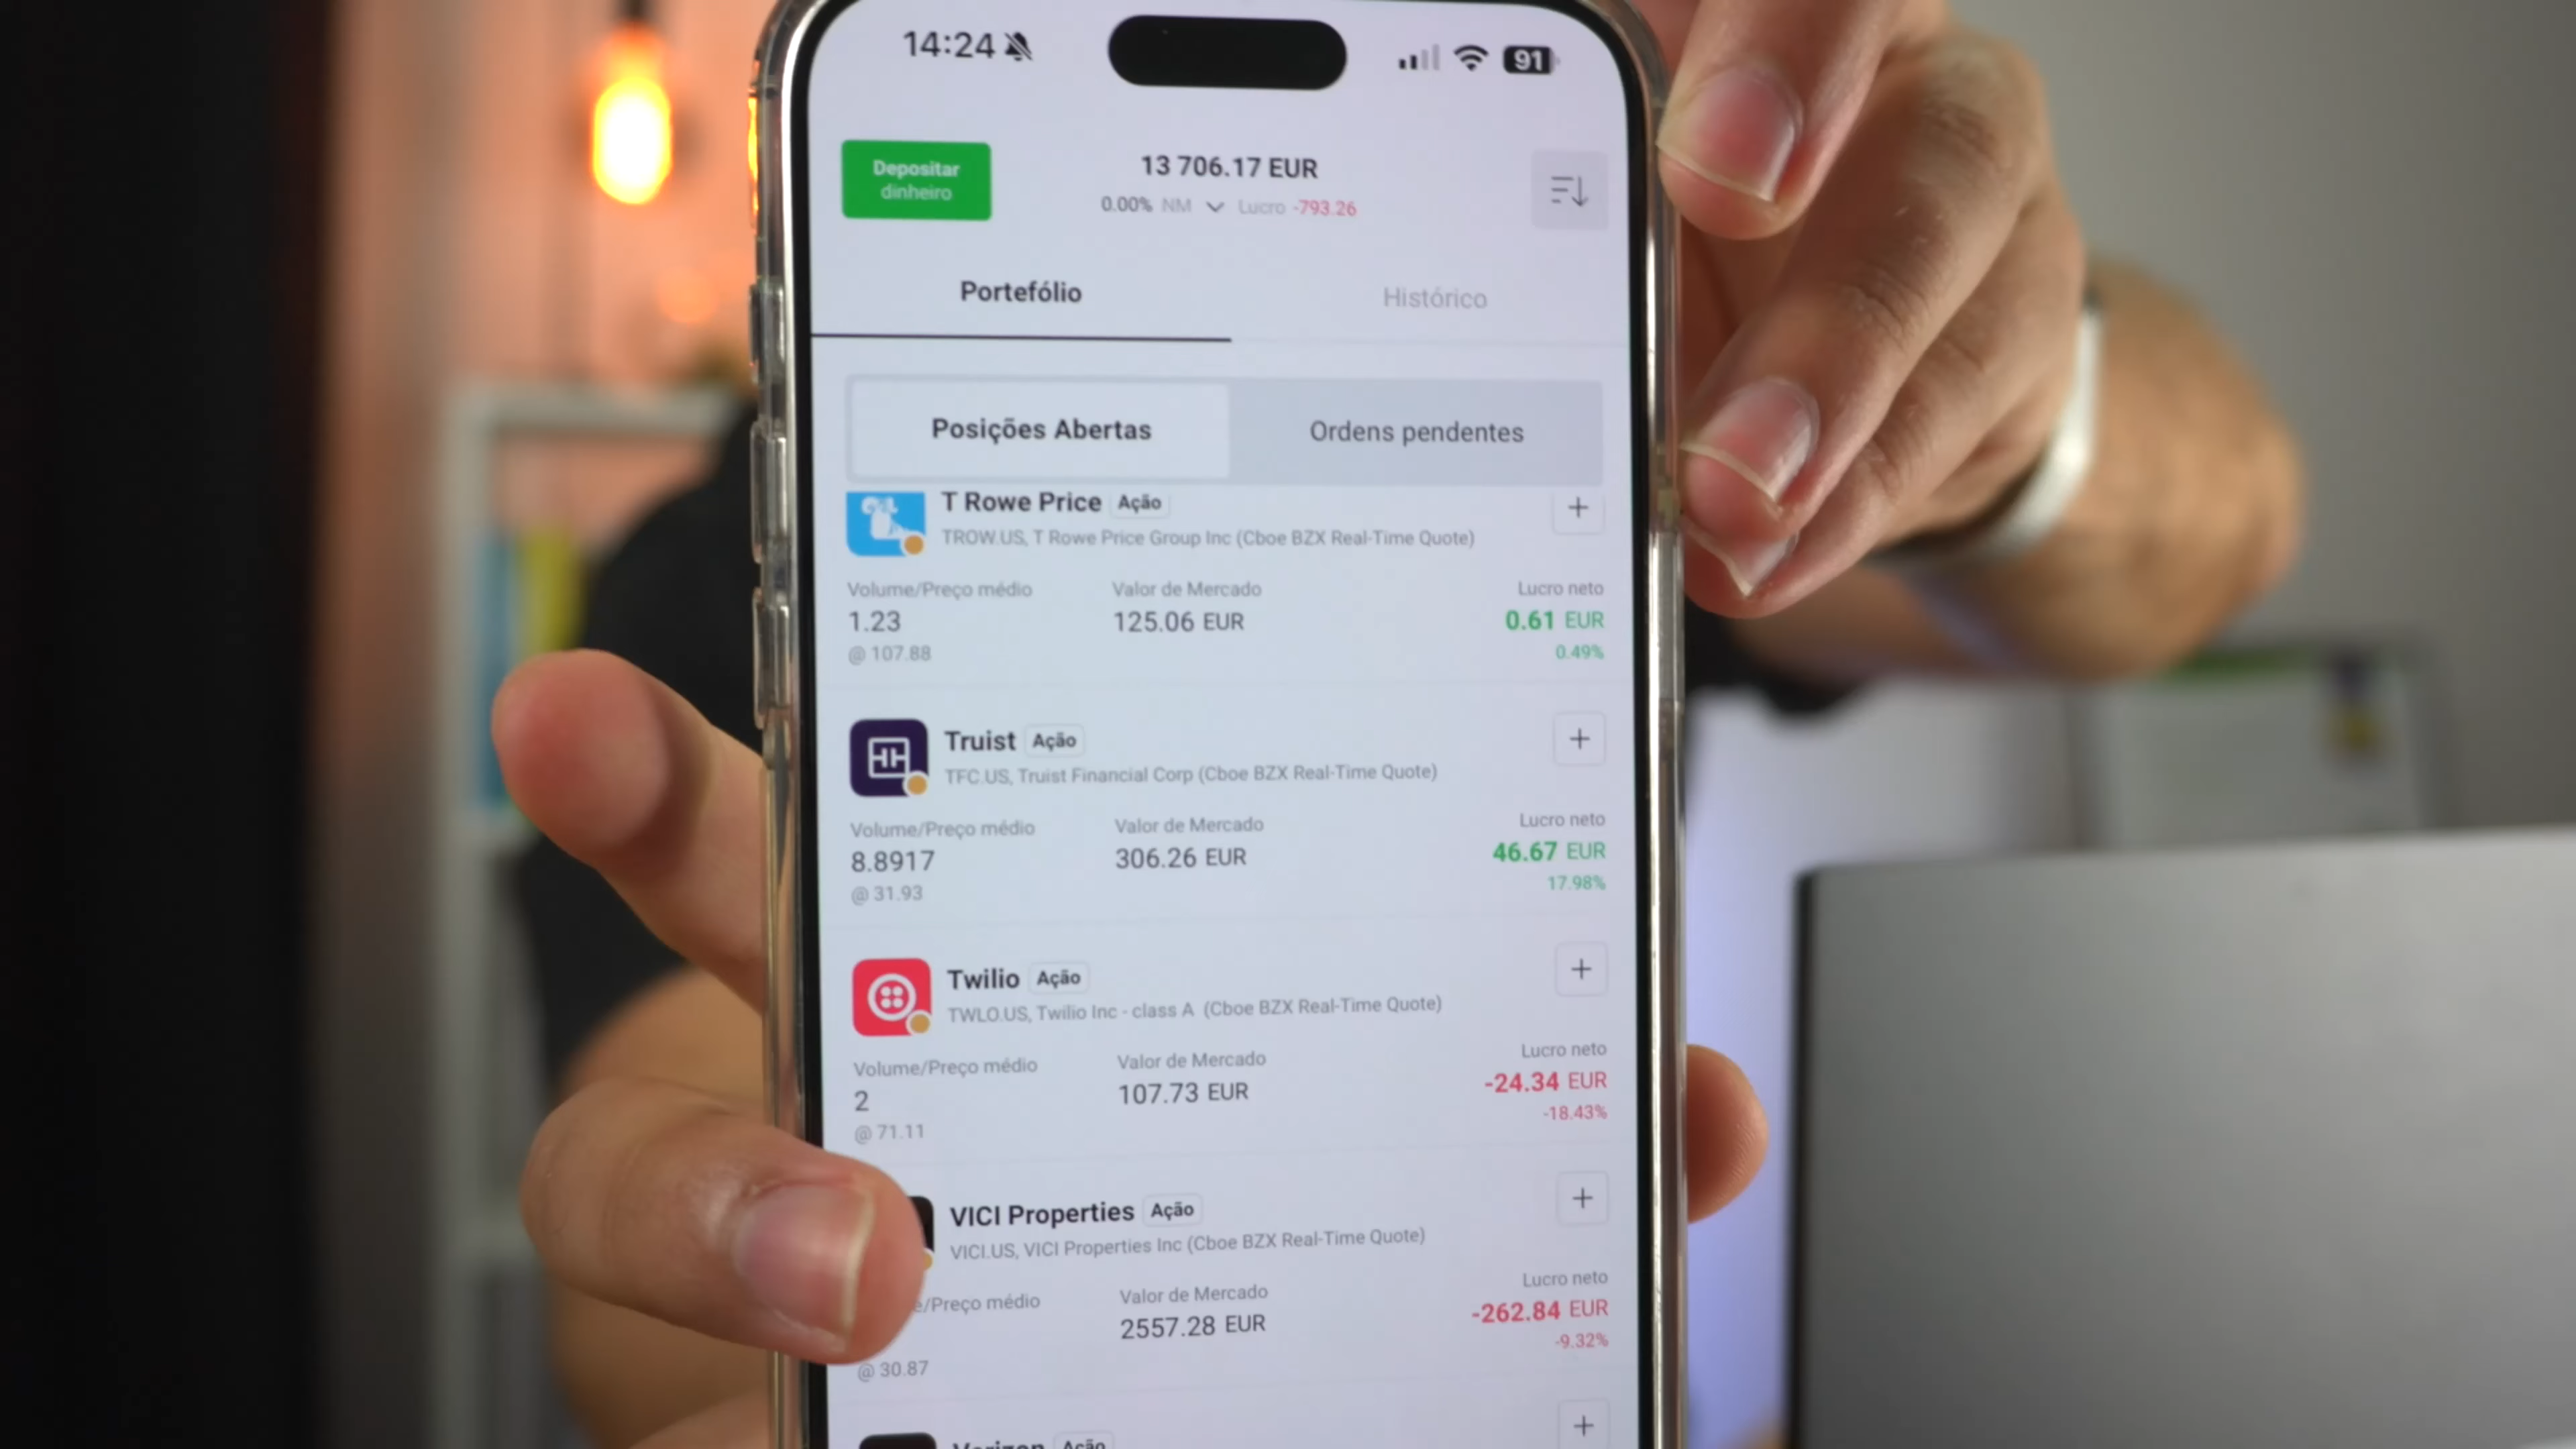 14:24
91
Depositar
dinheiro
13 706.17 EUR
0.00% NM Lucro -793.26
Portefólio
Histórico
Posições Abertas
Ordens pendentes
T Rowe Price Ação
TROW.US, T Rowe Price Group Inc (Cboe BZX Real-Time Quote)
Volume/Preço médio
Valor de Mercado
Lucro neto
1.23
125.06 EUR
0.61 EUR
@ 107.88
0.49%
Truist Ação
TFC.US, Truist Financial Corp (Cboe BZX Real-Time Quote)
Volume/Preço médio
Valor de Mercado
Lucro neto
8.8917
306.26 EUR
46.67 EUR
@ 31.93
17.98%
Twilio Ação
TWLO.US, Twilio Inc - class A (Cboe BZX Real-Time Quote)
Volume/Preço médio
Valor de Mercado
Lucro neto
2
107.73 EUR
-24.34 EUR
@ 71.11
-18.43%
VICI Properties Ação
VICI.US, VICI Properties Inc (Cboe BZX Real-Time Quote)
e/Preço médio
Valor de Mercado
Lucro neto
2557.28 EUR
-262.84 EUR
@ 30.87
-9.32%
Verizon Ação